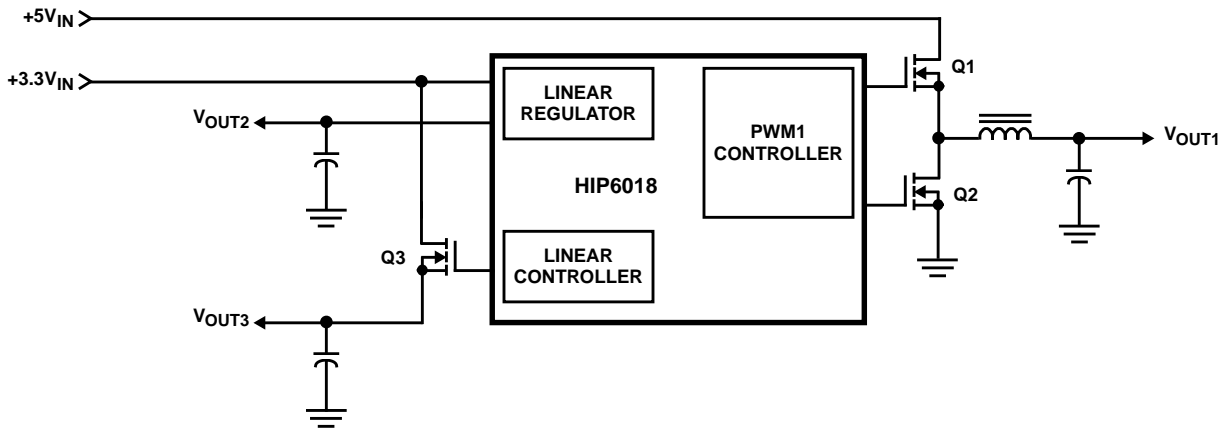 +5VIN
+3.3VIN
VOUT2
LINEAR
REGULATOR
PWM1
CONTROLLER
HIP6018
Q1
VOUT1
Q2
Q3
LINEAR
CONTROLLER
VOUT3